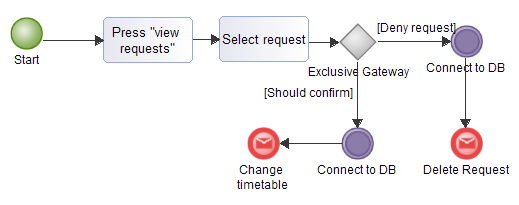 Start
Press "view
requests"
Select request
[Deny request]
Exclusive Gateway
Connect to DB
[Should confirm]
Change
timetable
Connect to DB
Delete Request